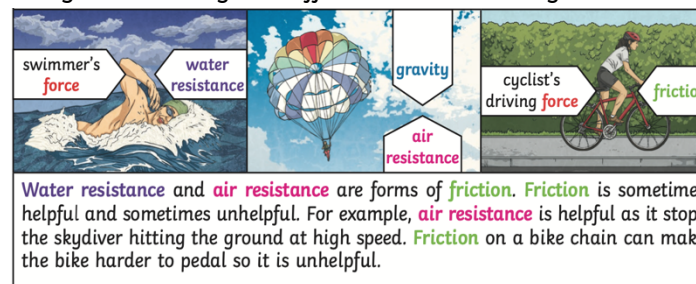 swimmer's
force
water
resistance
gravity
air
resistance
cyclist's
driving force
frictio
Water resistance and air resistance are forms of friction. Friction is sometime
helpful and sometimes unhelpful. For example, air resistance is helpful as it stop
the skydiver hitting the ground at high speed. Friction on a bike chain can mak
the bike harder to pedal so it is unhelpful.